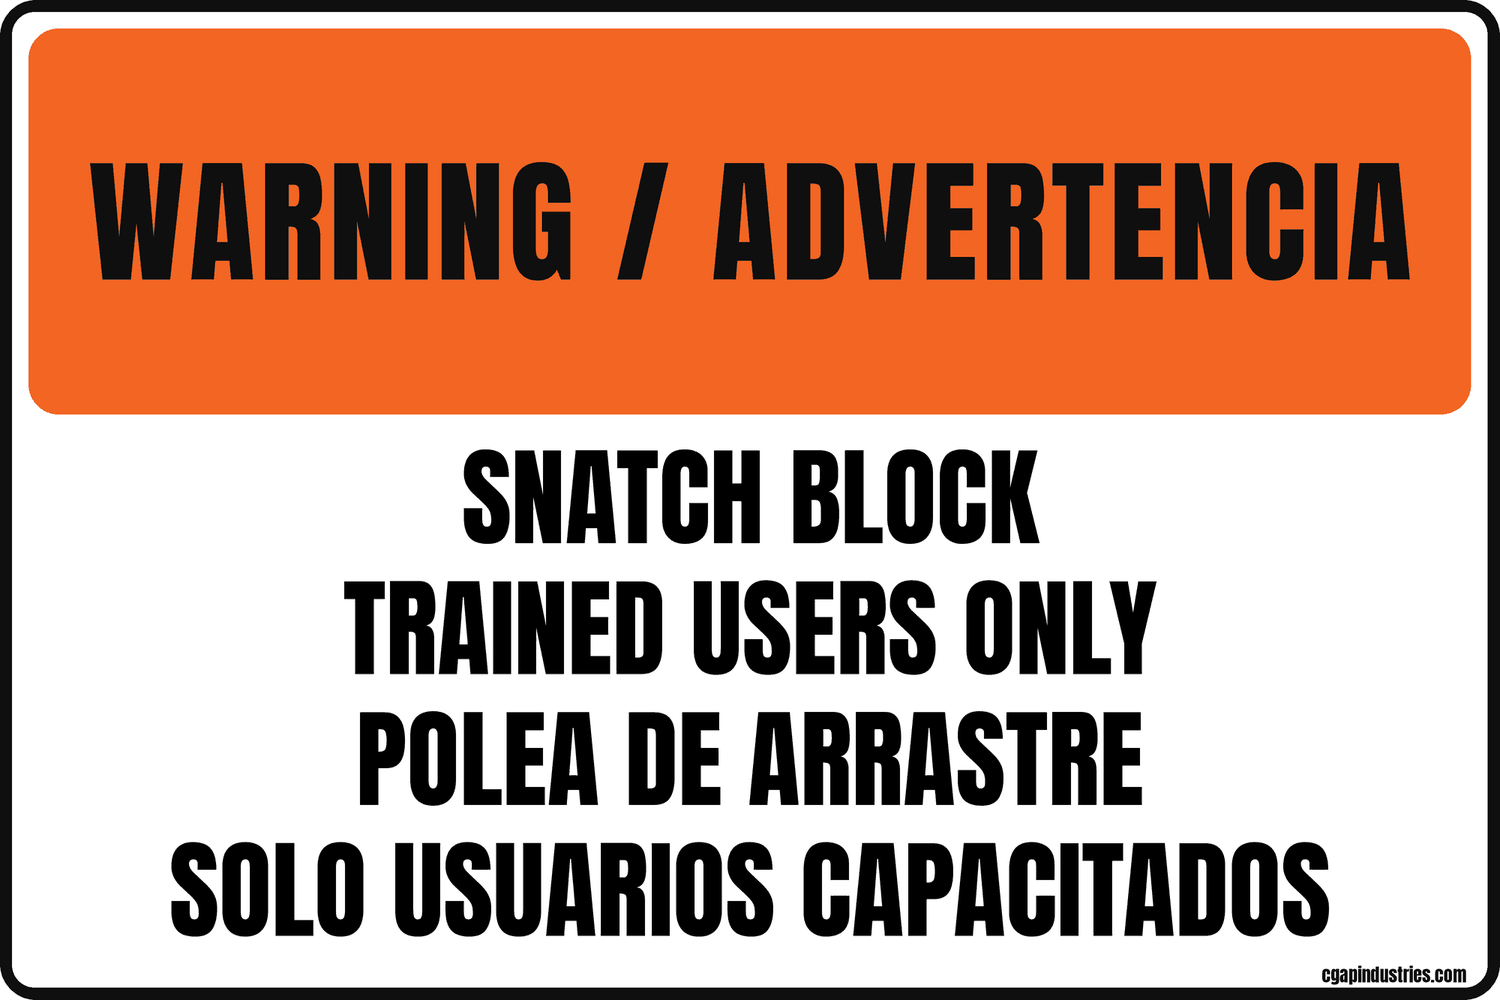 WARNING / ADVERTENCIA
SNATCH BLOCK
TRAINED USERS ONLY
POLEA DE ARRASTRE
SOLO USUARIOS CAPACITADOS
cgapindustries.com